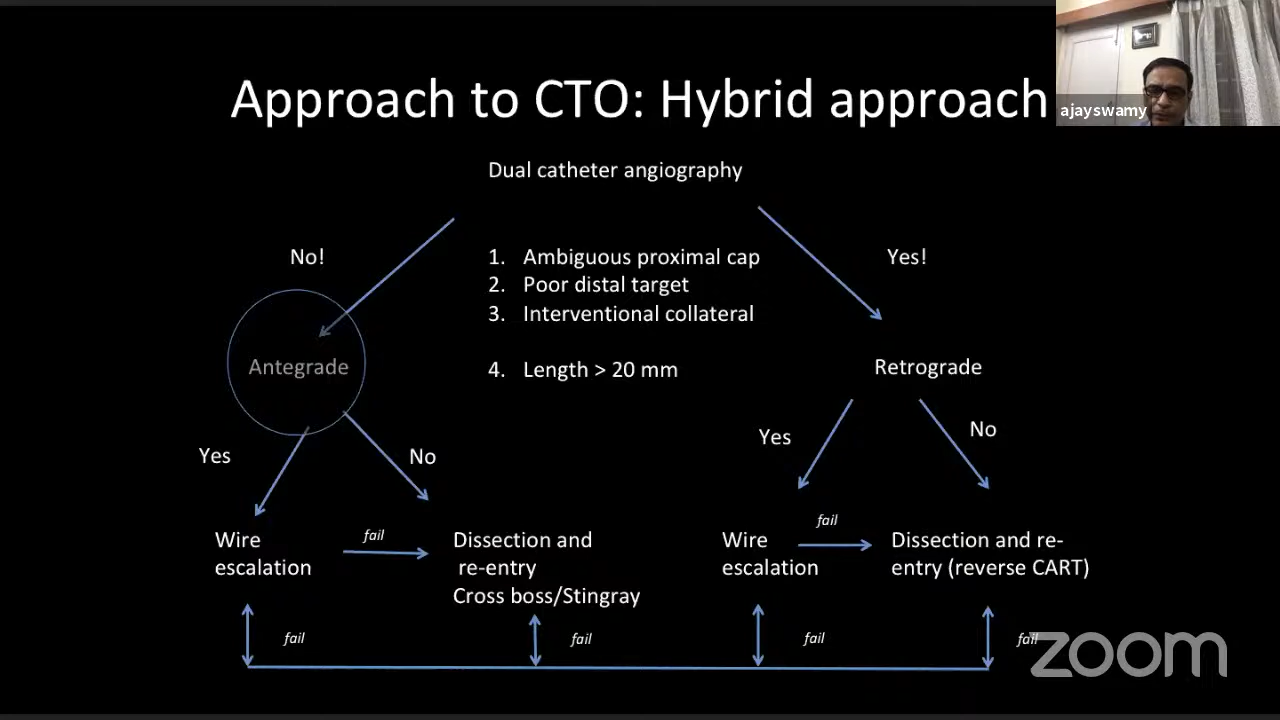 Approach to CTO: Hybrid approach
ajayswamy
Dual catheter angiography
No!
1. Ambiguous proximal cap
Yes!
2. Poor distal target
3. Interventional collateral
Antegrade
4. Length > 20 mm
Retrograde
Yes
No
Yes
No
Wire
escalation
fail
Dissection and
re-entry
Cross boss/Stingray
Wire
escalation
fail
Dissection and re-
entry (reverse CART)
fail
fail
fail
fail
zoom